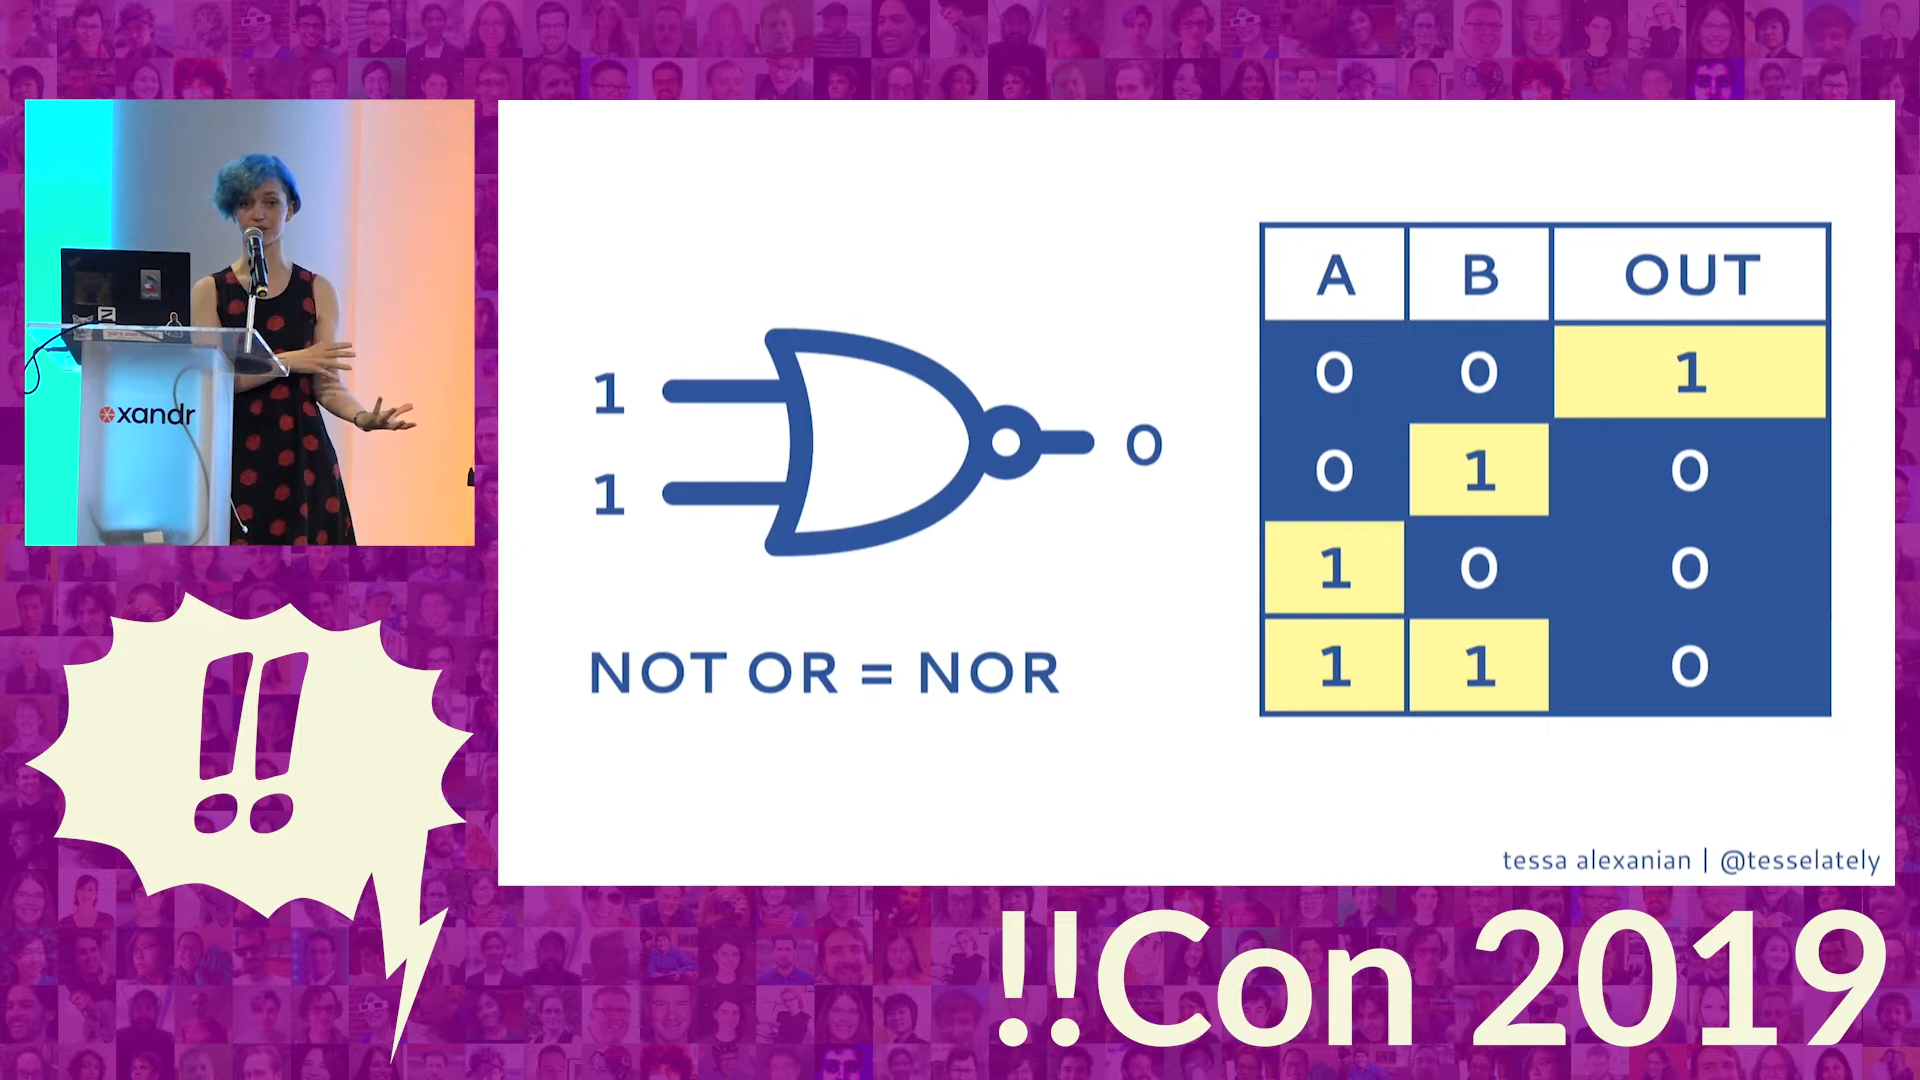 xandr
!!
1
1
0
NOT OR = NOR
A B OUT
0 0 1
0 1 0
1 0 0
1 1 0
tessa alexanian | @tesselately
!!Con 2019